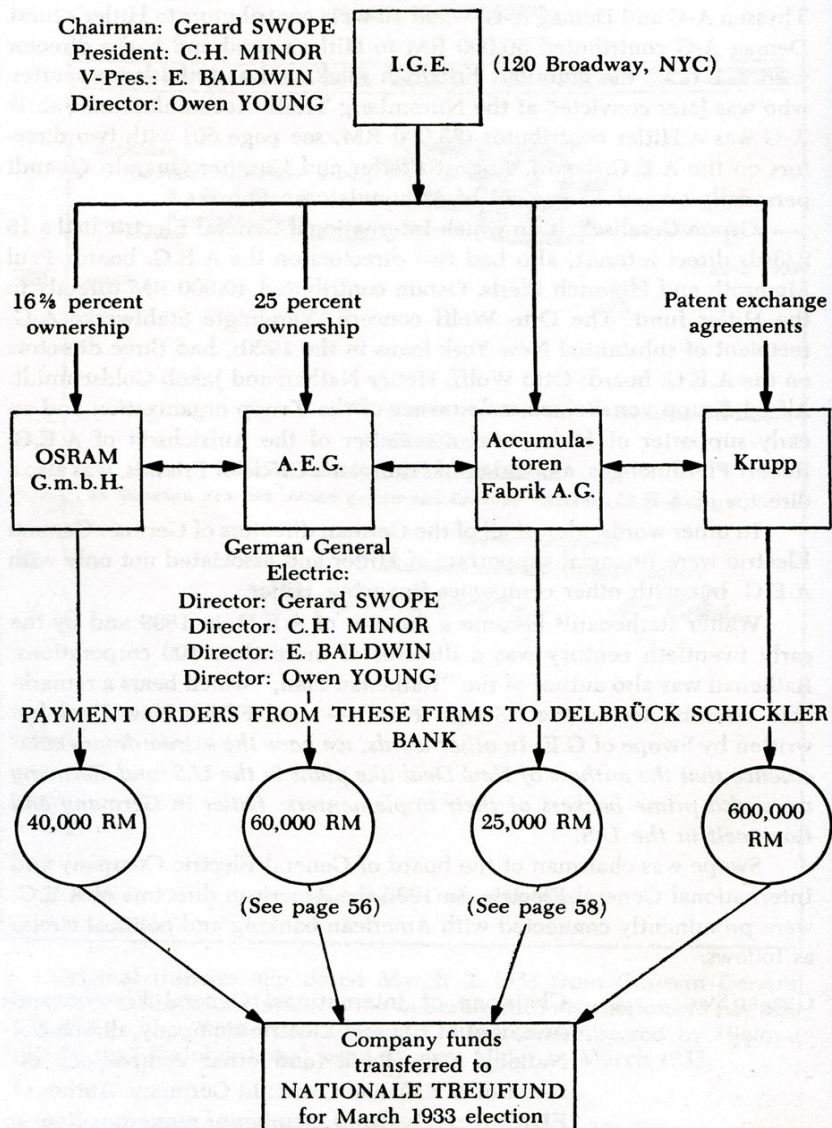 Chairman: Gerard SWOPE
President: C.H. MINOR
V-Pres: E. BALDWIN
Director: Owen YOUNG
I.G.E.
(120 Broadway, NYC)
16⅔ percent
ownership
25 percent
ownership
Patent exchange
agreements
OSRAM
G.m.b.H.
A.E.G.
Accumula-
toren
Fabrik A.G.
Krupp
German General
Electric:
Director: Gerard SWOPE
Director: C.H. MINOR
Director: E. BALDWIN
Director: Owen YOUNG
PAYMENT ORDERS FROM THESE FIRMS TO DELBRÜCK SCHICKLER
BANK
40,000 RM
60,000 RM
25,000 RM
600,000
RM
(See page 56)
(See page 58)
Company funds
transferred to
NATIONALE TREUFUND
for March 1933 election